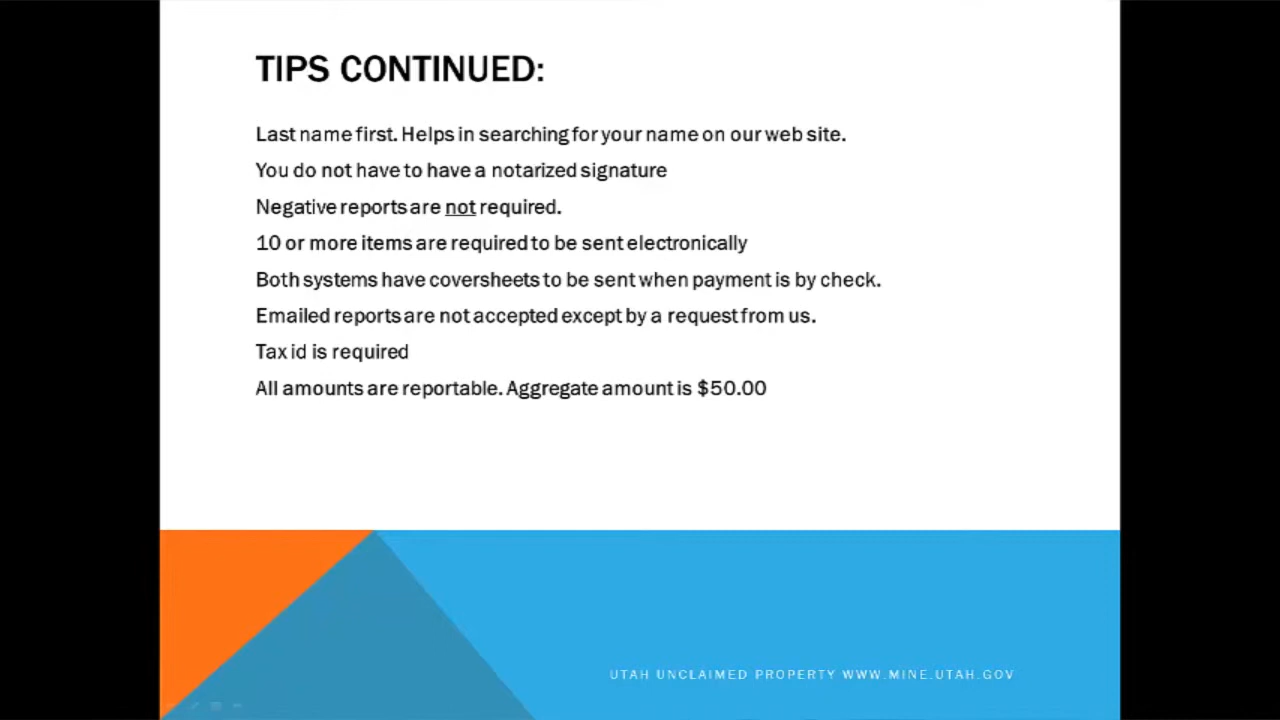 TIPS CONTINUED:
Last name first. Helps in searching for your name on our web site.
You do not have to have a notarized signature
Negative reports are not required.
10 or more items are required to be sent electronically
Both systems have coversheets to be sent when payment is by check.
Emailed reports are not accepted except by a request from us.
Tax id is required
All amounts are reportable. Aggregate amount is $50.00
UTAH UNCLAIMED PROPERTY WWW.MINE.UTAH.GOV